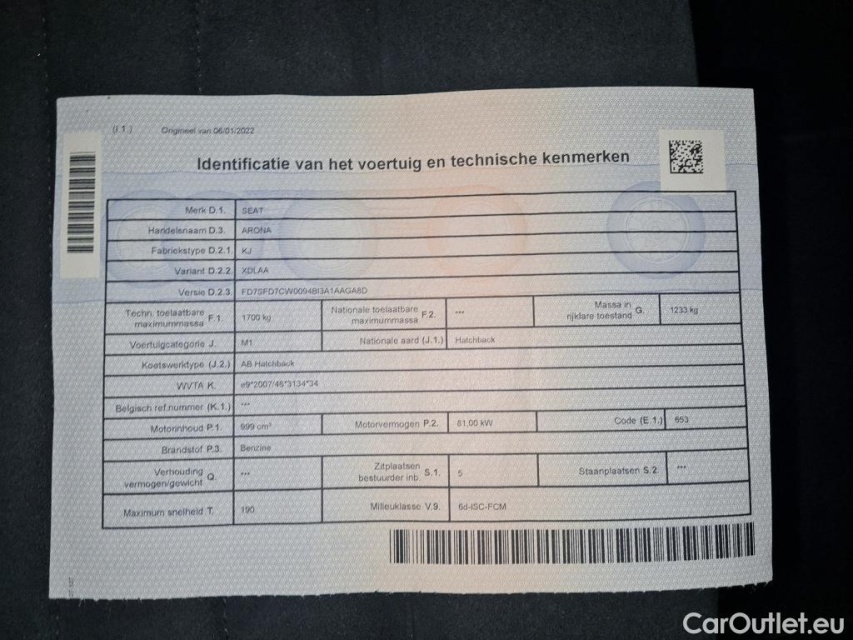 (I 1.) Origineel van 06/01/2022
Identificatie van het voertuig en technische kenmerken
Merk D.1. SEAT
Handelsnaam D.3. ARONA
Fabriekstype D.2.1 KJ
Variant D.2.2. XDLAA
Versie D.2.3. FD7SFD7CW0094BI3A1AAGA8D
Techn. toelaatbare maximummassa F.1. 1700 kg Nationale toelaatbare maximummassa F.2. --- Massa in rijklare toestand G. 1233 kg
Voertuigcategorie J. M1 Nationale aard (J.1.) Hatchback
Koetswerktype (J.2.) AB Hatchback
WVTA K. e9*2007/46*3134*34
Belgisch ref.nummer (K.1.) ---
Motorinhoud P.1. 999 cm³ Motorvermogen P.2. 81,00 kW Code (E.1.) 653
Brandstof P.3. Benzine
Verhouding vermogen/gewicht Q. --- Zitplaatsen bestuurder inb. S.1. 5 Staanplaatsen S.2. ---
Maximum snelheid T. 190 Milieuklasse V.9. 6d-ISC-FCM
CarOutlet.eu